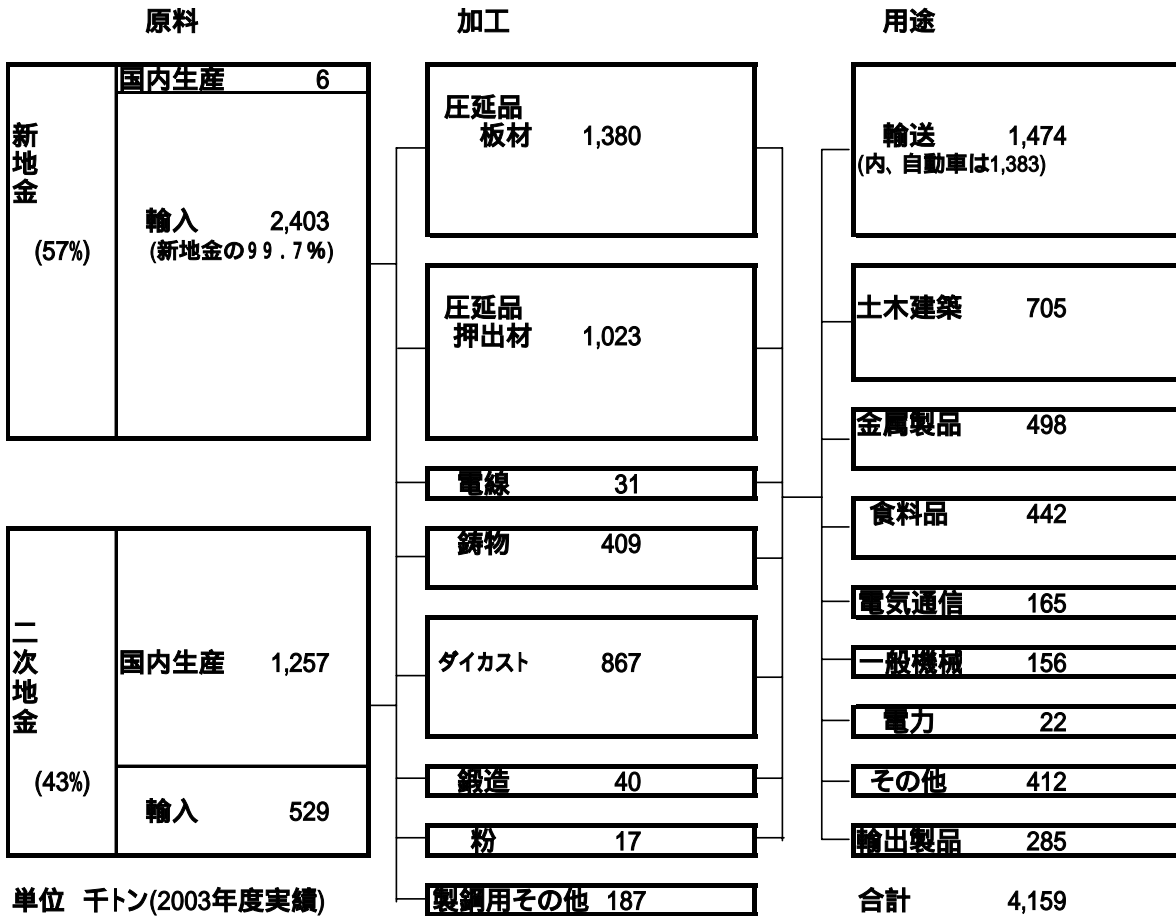 原料
加工
用途
新地金
(57%)
国内生産 6
輸入 2,403
(新地金の99.7%)
二次地金
(43%)
国内生産 1,257
輸入 529
単位 千トン(2003年度実績)
圧延品
板材 1,380
圧延品
押出材 1,023
電線 31
鋳物 409
ダイカスト 867
鍛造 40
粉 17
製鋼用その他 187
輸送 1,474
(内、自動車は1,383)
土木建築 705
金属製品 498
食料品 442
電気通信 165
一般機械 156
電力 22
その他 412
輸出製品 285
合計 4,159